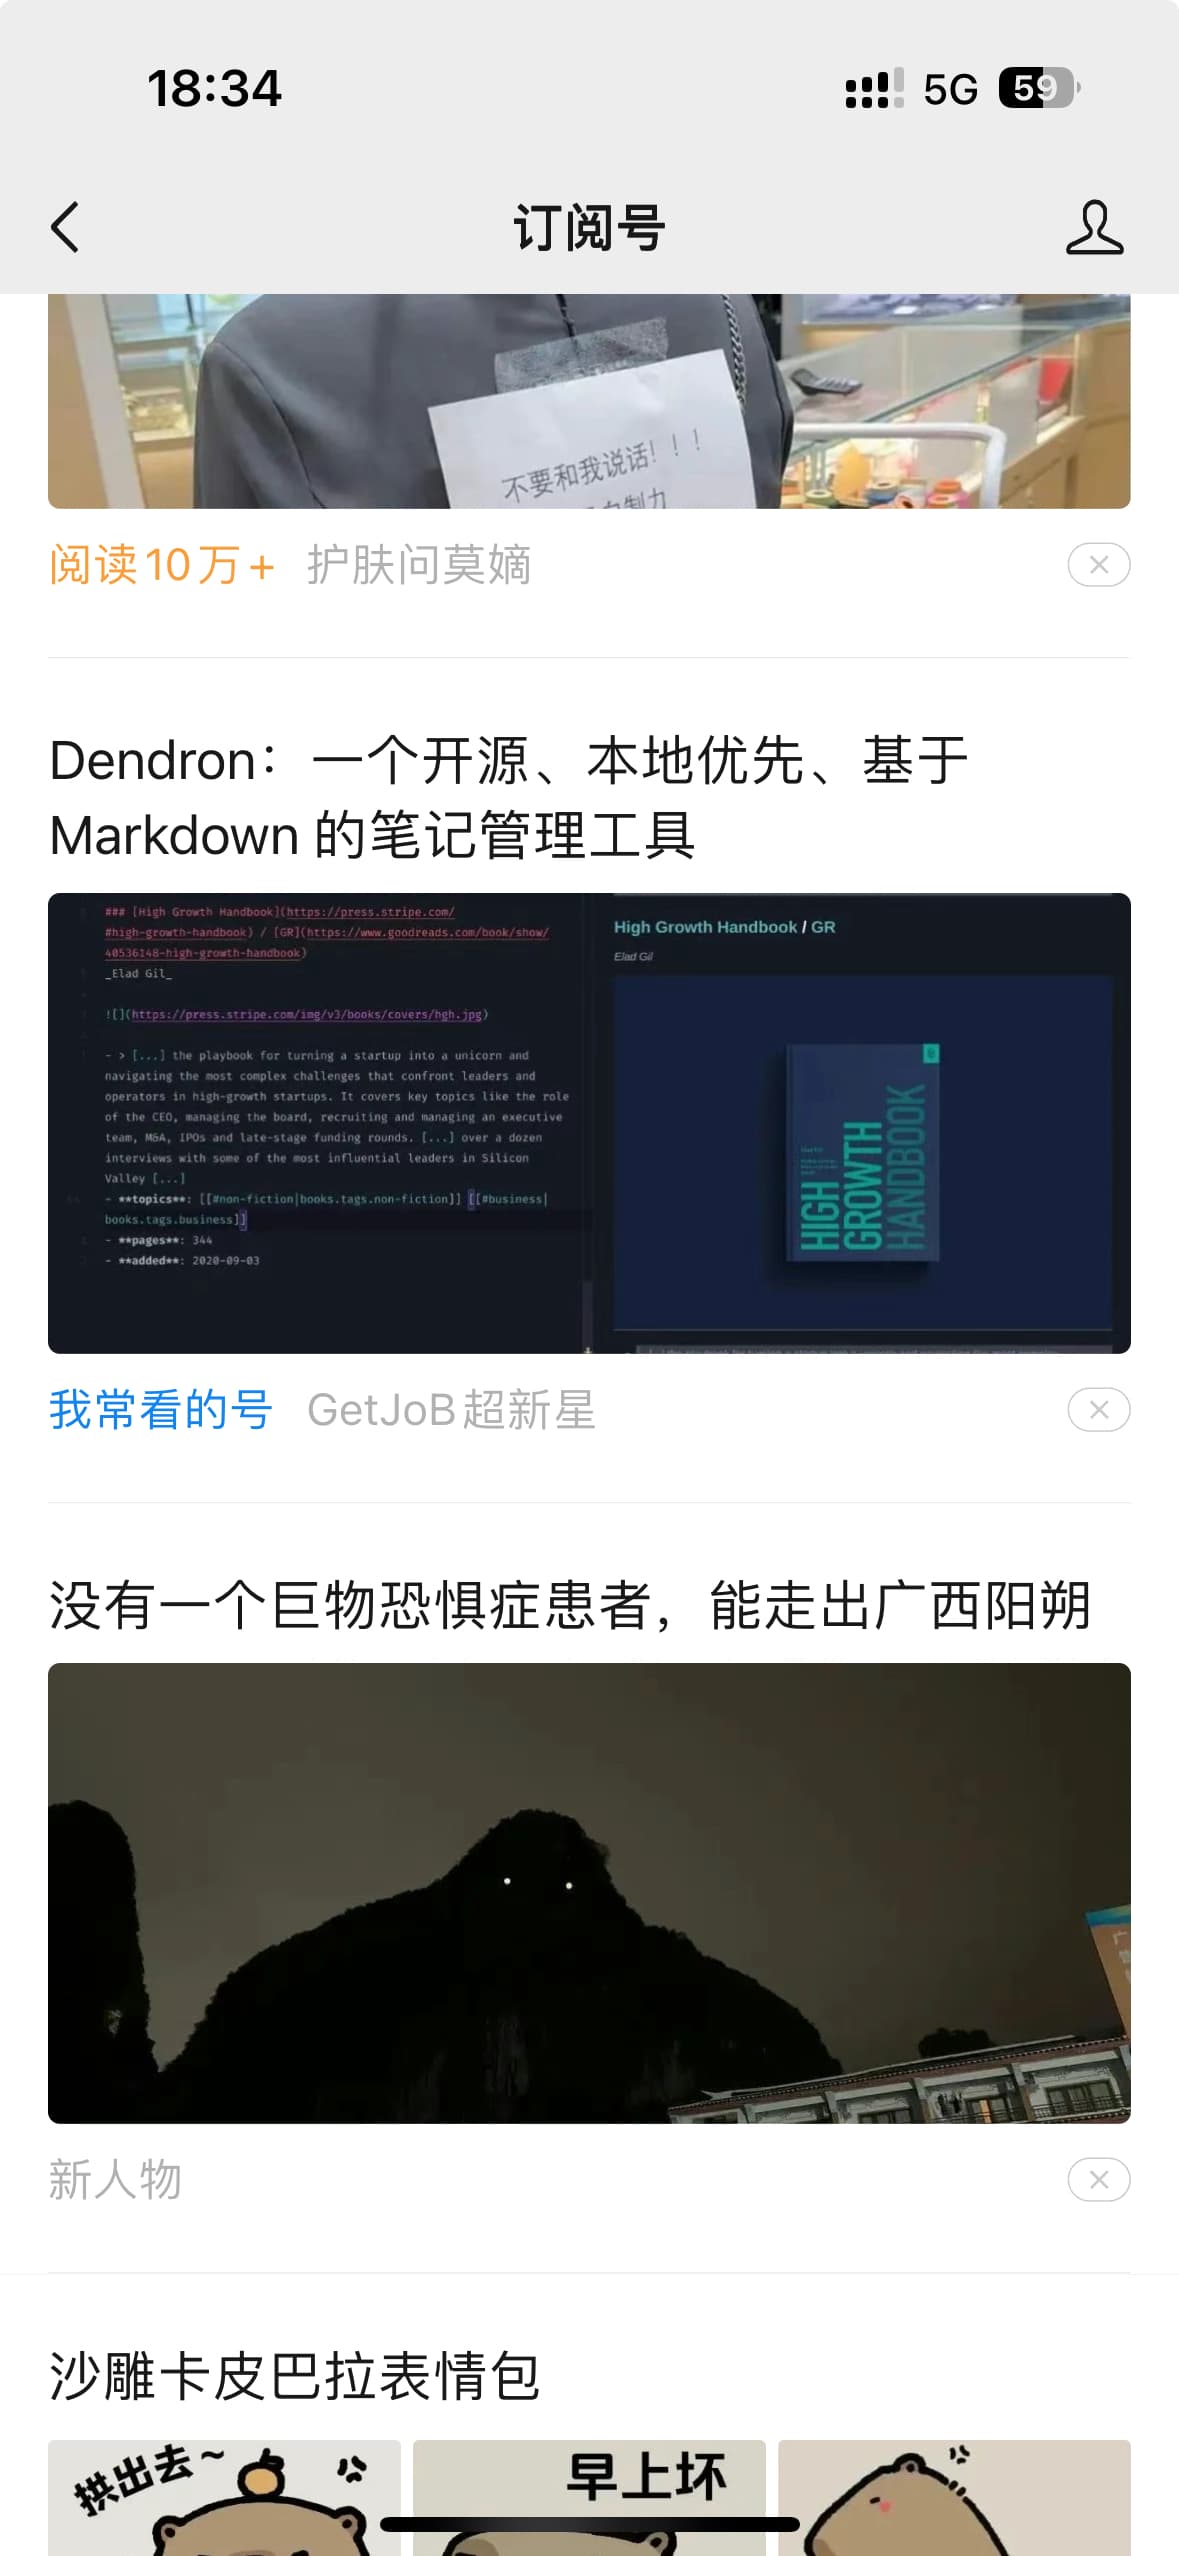 18:34
5G
59
订阅号
不要和我说话！！！
自制力
阅读10万+ 护肤问莫嫡
Dendron：一个开源、本地优先、基于
Markdown 的笔记管理工具
### [High Growth Handbook](https://press.stripe.com/
#high-growth-handbook) / [GR](https://www.goodreads.com/book/show/
40536148-high-growth-handbook)
_Elad Gil_
![](https://press.stripe.com/img/v3/books/covers/hgh.jpg)
- > [...] the playbook for turning a startup into a unicorn and
navigating the most complex challenges that confront leaders and
operators in high-growth startups. It covers key topics like the role
of the CEO, managing the board, recruiting and managing an executive
team, M&A, IPOs and late-stage funding rounds. [...] over a dozen
interviews with some of the most influential leaders in Silicon
Valley [...]
- **topics**: [[#non-fiction|books.tags.non-fiction]] [[#business|
books.tags.business]]
- **pages**: 344
- **added**: 2020-09-03
High Growth Handbook / GR
Elad Gil
HIGH
GROWTH
HANDBOOK
我常看的号 GetJoB超新星
没有一个巨物恐惧症患者，能走出广西阳朔
新人物
沙雕卡皮巴拉表情包
拱出去~
早上坏